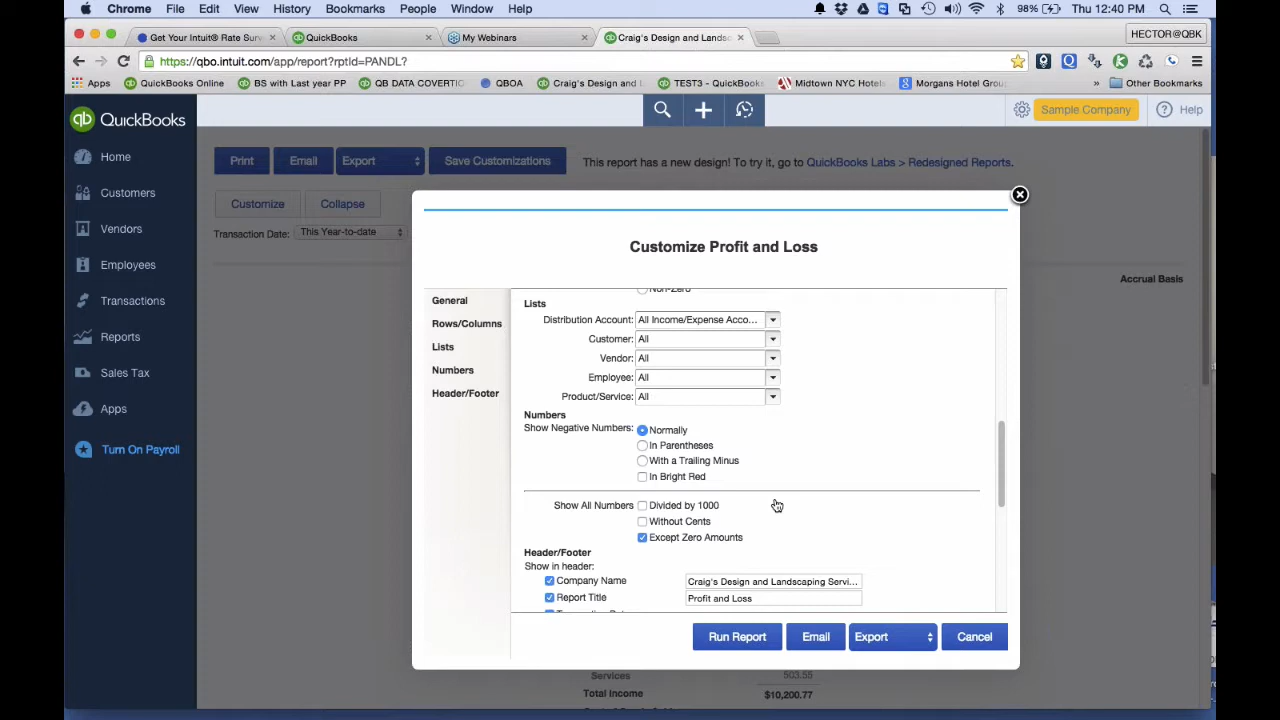 Chrome File Edit View History Bookmarks People Window Help 98% Thu 12:40 PM
Get Your Intuit® Rate Sur QuickBooks My Webinars Craig's Design and Lands HECTOR@QBK
https://qbo.intuit.com/app/report?rptId=PANDL?
Apps QuickBooks Online BS with Last year PP QB DATA COVERTIO QBOA Craig's Design and L TEST3 - QuickBooks Midtown NYC Hotel Morgans Hotel Grou » Other Bookmarks
QuickBooks Sample Company Help
Home
Customers
Vendors
Employees
Transactions
Reports
Sales Tax
Apps
Turn On Payroll
Print Email Export Save Customizations This report has a new design! To try it, go to QuickBooks Labs > Redesigned Reports.
Customize Collapse
Transaction Date: This Year-to-date
Accrual Basis
Customize Profit and Loss
General
Rows/Columns
Lists
Numbers
Header/Footer
Non-Zero
Lists
Distribution Account: All Income/Expense Acco...
Customer: All
Vendor: All
Employee: All
Product/Service: All
Numbers
Show Negative Numbers: Normally
In Parentheses
With a Trailing Minus
In Bright Red
Show All Numbers Divided by 1000
Without Cents
Except Zero Amounts
Header/Footer
Show in header:
Company Name Craig's Design and Landscaping Servi...
Report Title Profit and Loss
Run Report Email Export Cancel
Services 503.55
Total Income $10,200.77